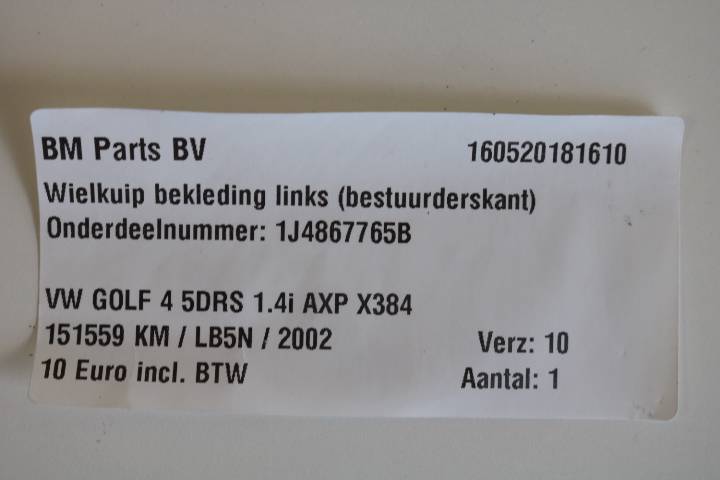 BM Parts BV 160520181610
Wielkuip bekleding links (bestuurderskant)
Onderdeelnummer: 1J4867765B
VW GOLF 4 5DRS 1.4i AXP X384
151559 KM / LB5N / 2002 Verz: 10
10 Euro incl. BTW Aantal: 1